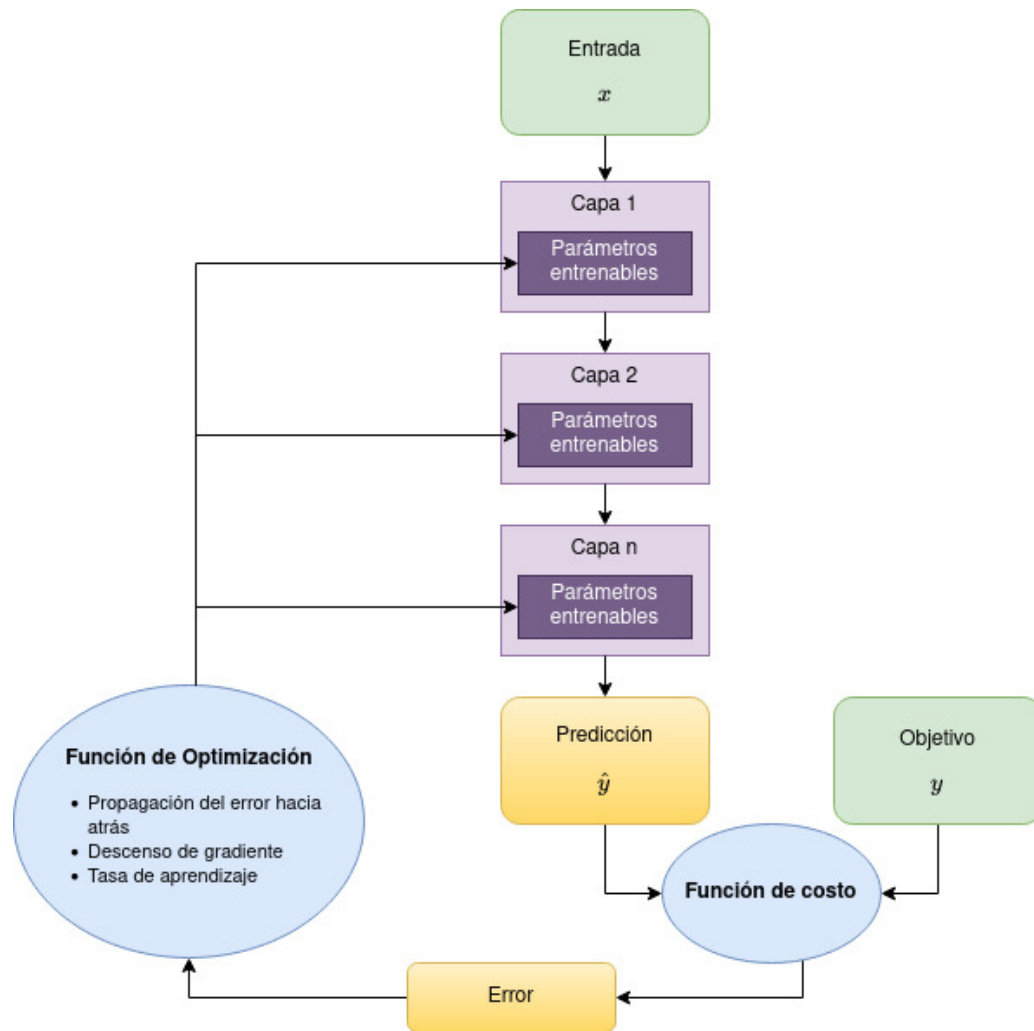 Entrada
x
Capa 1
Parámetros
entrenables
Capa 2
Parámetros
entrenables
Capa n
Parámetros
entrenables
Predicción
ŷ
Objetivo
y
Función de Optimización
• Propagación del error hacia
atrás
• Descenso de gradiente
• Tasa de aprendizaje
Función de costo
Error